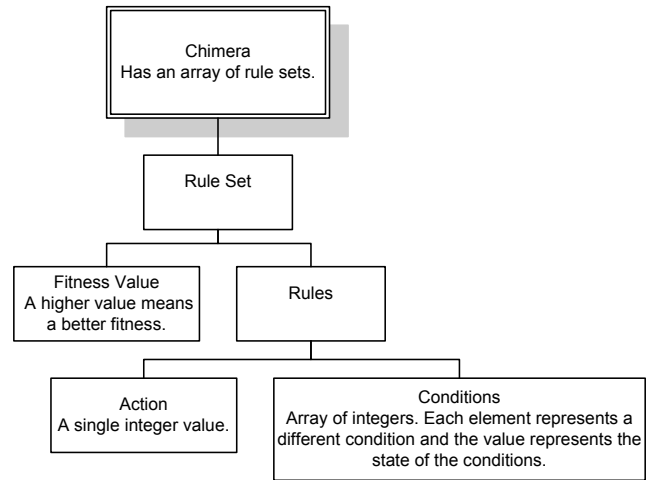 Chimera
Has an array of rule sets.
Rule Set
Fitness Value
A higher value means
a better fitness.
Rules
Action
A single integer value.
Conditions
Array of integers. Each element represents a
different condition and the value represents the
state of the conditions.